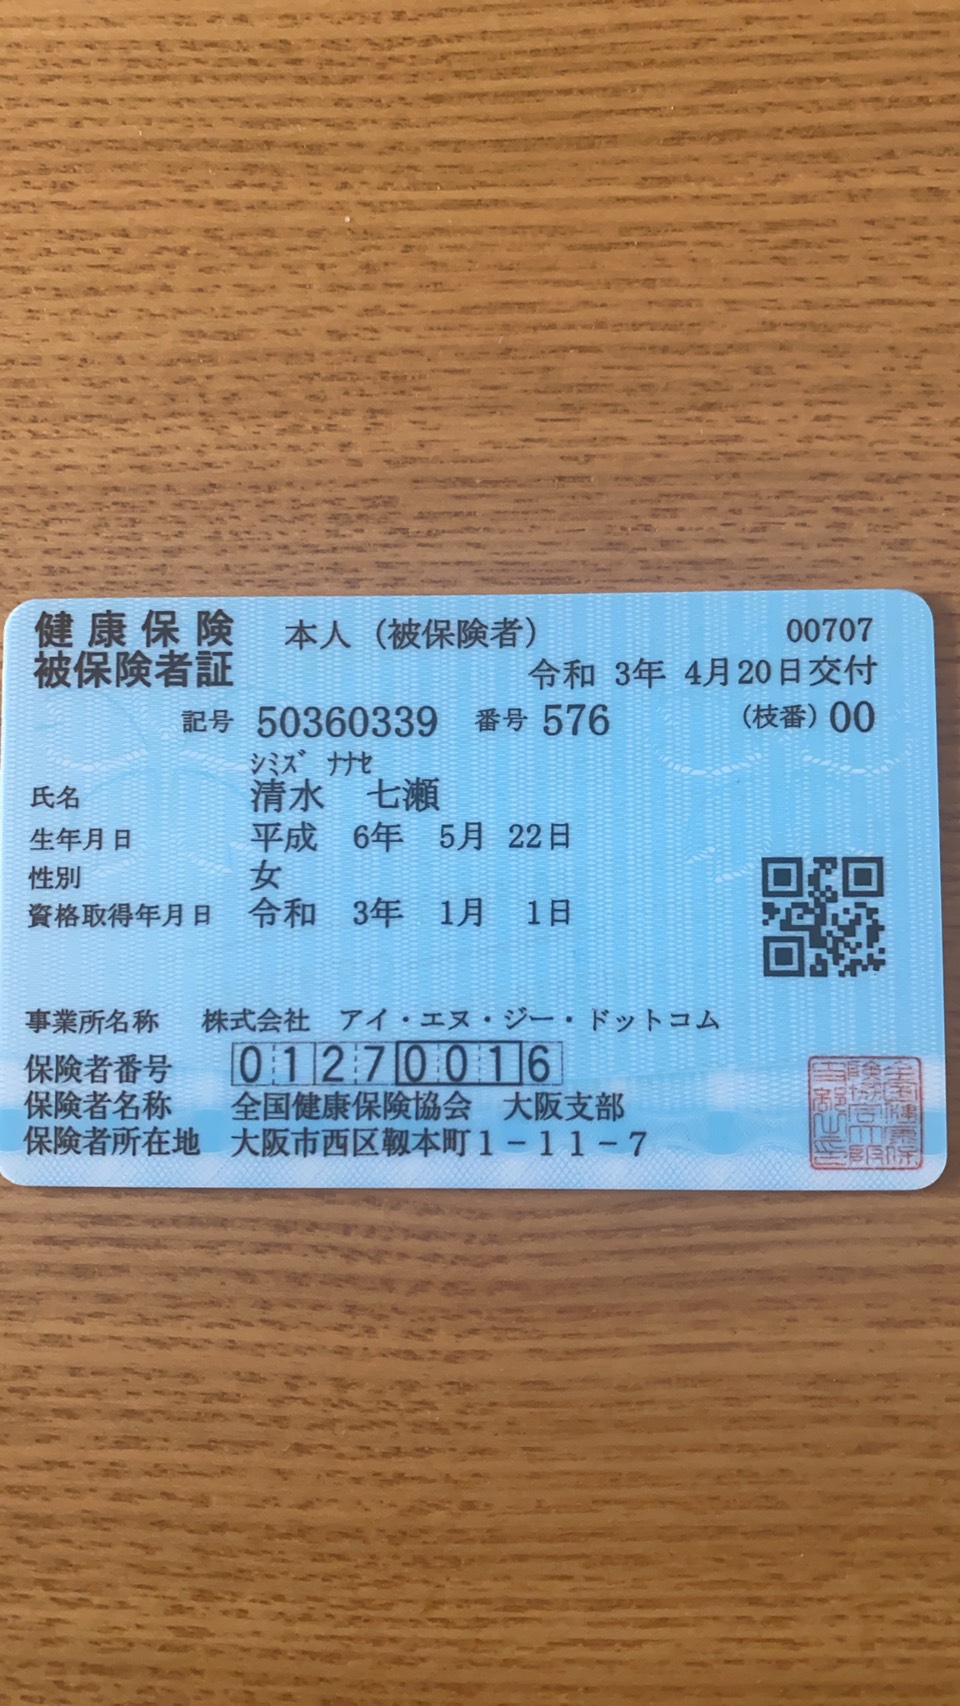 健康保険
被保険者証
本人（被保険者）
00707
令和 3年 4月20日交付
記号 50360339 番号 576 (枝番) 00
ｼﾐｽﾞ ﾅﾅｾ
氏名 清水 七瀬
生年月日 平成 6年 5月 22日
性別 女
資格取得年月日 令和 3年 1月 1日
事業所名称 株式会社 アイ・エヌ・ジー・ドットコム
保険者番号 01270016
保険者名称 全国健康保険協会 大阪支部
保険者所在地 大阪市西区靱本町1－11－7